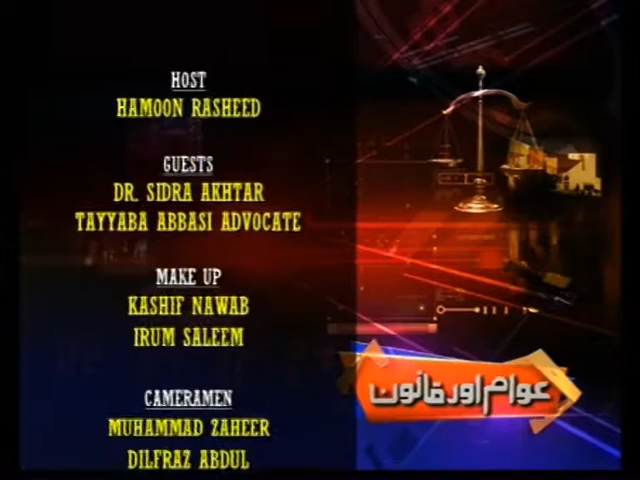 HOST
HAMOON RASHEED
GUESTS
DR. SIDRA AKHTAR
TAYYABA ABBASI ADVOCATE
MAKE UP
KASHIF NAWAB
IRUM SALEEM
CAMERAMEN
MUHAMMAD ZAHEER
DILFRAZ ABDUL
عوام اور قانون